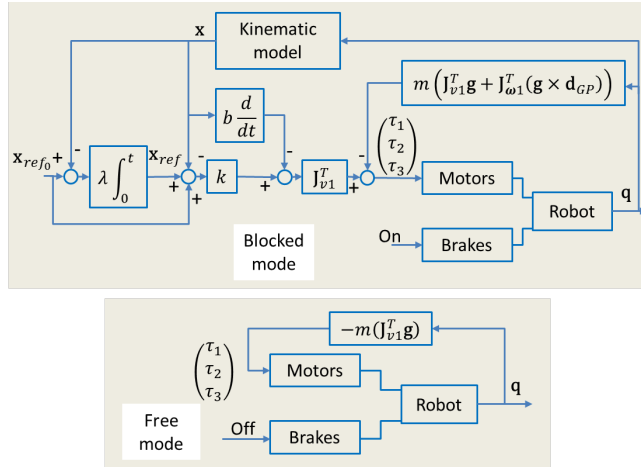 x
Kinematic
model
m (J_{v1}^T g + J_{ω1}^T (g × d_{GP}))
b d/dt
-
-
-
x_{ref_0} +
λ ∫_0^t
x_{ref}
-
+
+
k
+
J_{v1}^T
+
(τ_1
τ_2
τ_3)
Motors
q
Robot
On
Brakes
Blocked
mode
-m(J_{v1}^T g)
(τ_1
τ_2
τ_3)
Motors
q
Robot
Free
mode
Off
Brakes